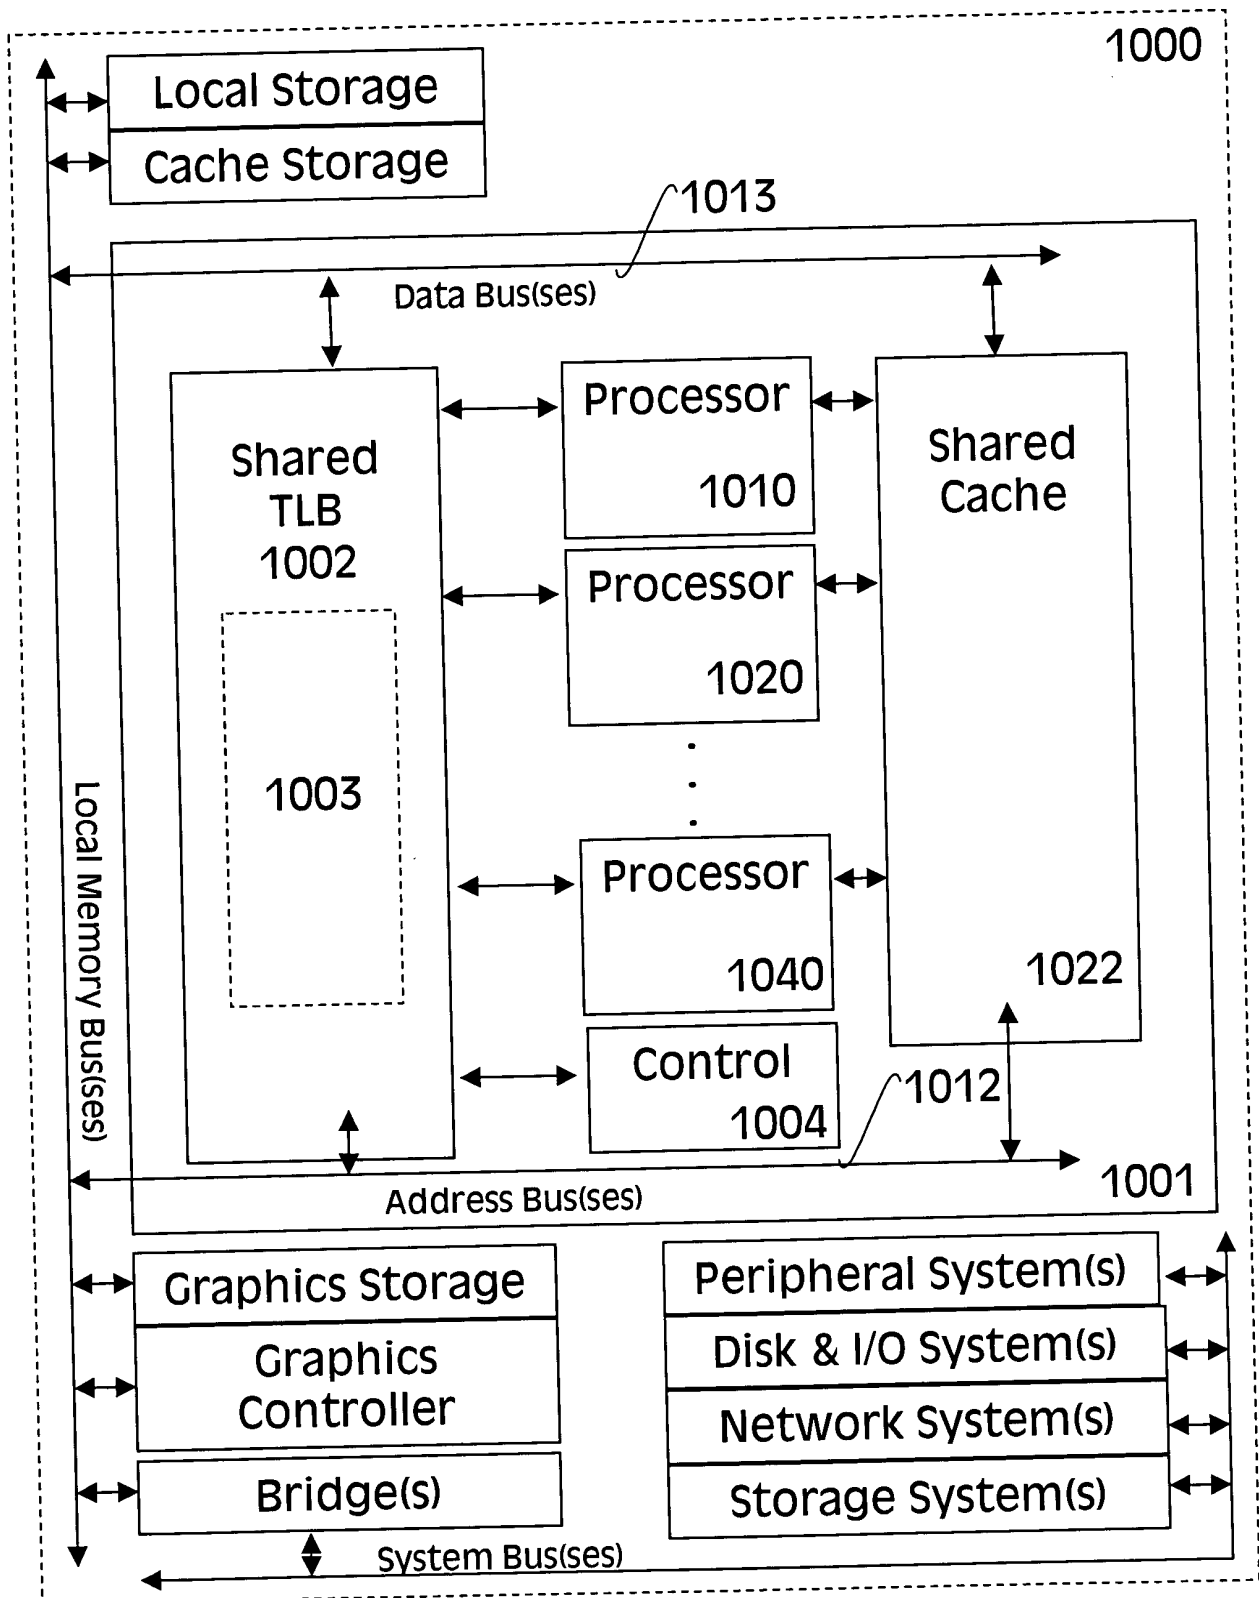 1000
Local Storage
Cache Storage
1013
Data Bus(ses)
Shared
TLB
1002
1003
Processor
1010
Processor
1020
Processor
1040
Control
1004
Shared
Cache
1022
1012
Address Bus(ses)
1001
Local Memory Bus(ses)
Graphics Storage
Graphics
Controller
Bridge(s)
Peripheral System(s)
Disk & I/O System(s)
Network System(s)
Storage System(s)
System Bus(ses)